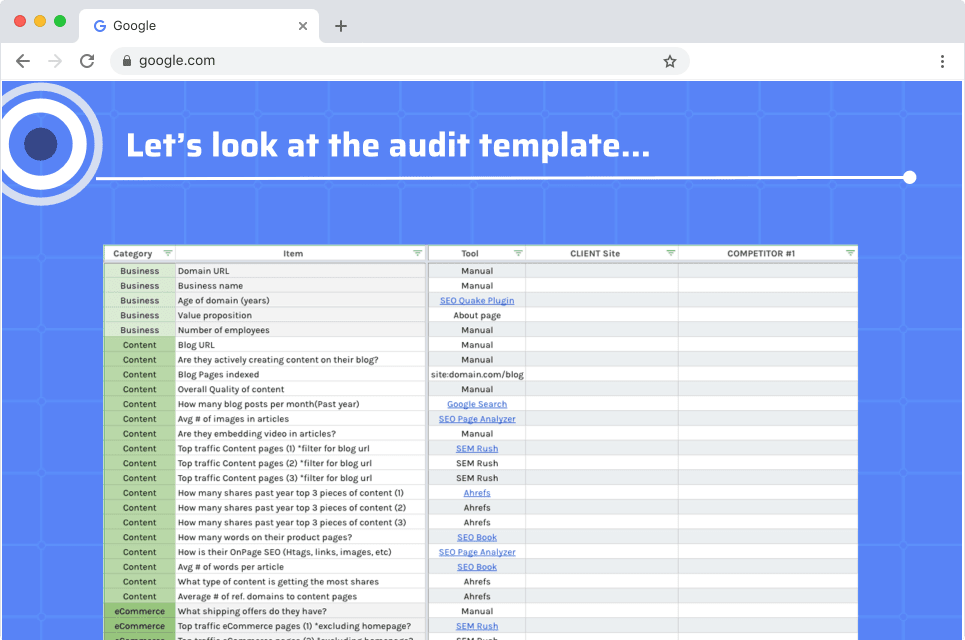 Google
google.com
Let's look at the audit template...
Category Item Tool CLIENT Site COMPETITOR #1
Business Domain URL Manual
Business Business name Manual
Business Age of domain (years) SEO Quake Plugin
Business Value proposition About page
Business Number of employees Manual
Content Blog URL Manual
Content Are they actively creating content on their blog? Manual
Content Blog Pages indexed site:domain.com/blog
Content Overall Quality of content Manual
Content How many blog posts per month(Past year) Google Search
Content Avg # of images in articles SEO Page Analyzer
Content Are they embedding video in articles? Manual
Content Top traffic Content pages (1) *filter for blog url SEM Rush
Content Top traffic Content pages (2) *filter for blog url SEM Rush
Content Top traffic Content pages (3) *filter for blog url SEM Rush
Content How many shares past year top 3 pieces of content (1) Ahrefs
Content How many shares past year top 3 pieces of content (2) Ahrefs
Content How many shares past year top 3 pieces of content (3) Ahrefs
Content How many words on their product pages? SEO Book
Content How is their OnPage SEO (Htags, links, images, etc) SEO Page Analyzer
Content Avg # of words per article SEO Book
Content What type of content is getting the most shares Ahrefs
Content Average # of ref. domains to content pages Ahrefs
eCommerce What shipping offers do they have? Manual
eCommerce Top traffic eCommerce pages (1) *excluding homepage? SEM Rush